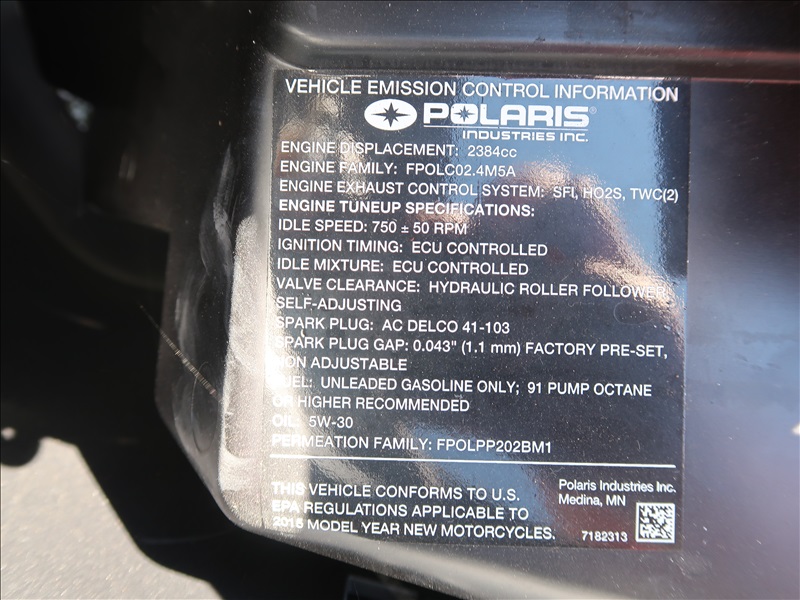 VEHICLE EMISSION CONTROL INFORMATION
POLARIS®
INDUSTRIES INC.
ENGINE DISPLACEMENT: 2384cc
ENGINE FAMILY: FPOLC02.4M5A
ENGINE EXHAUST CONTROL SYSTEM: SFI, HO2S, TWC(2)
ENGINE TUNEUP SPECIFICATIONS:
IDLE SPEED: 750 ± 50 RPM
IGNITION TIMING: ECU CONTROLLED
IDLE MIXTURE: ECU CONTROLLED
VALVE CLEARANCE: HYDRAULIC ROLLER FOLLOWER
SELF-ADJUSTING
SPARK PLUG: AC DELCO 41-103
SPARK PLUG GAP: 0.043" (1.1 mm) FACTORY PRE-SET,
NON ADJUSTABLE
FUEL: UNLEADED GASOLINE ONLY; 91 PUMP OCTANE
OR HIGHER RECOMMENDED
OIL: 5W-30
PERMEATION FAMILY: FPOLPP202BM1
THIS VEHICLE CONFORMS TO U.S.
EPA REGULATIONS APPLICABLE TO
MODEL YEAR NEW MOTORCYCLES.
Polaris Industries Inc.
Medina, MN
7182313